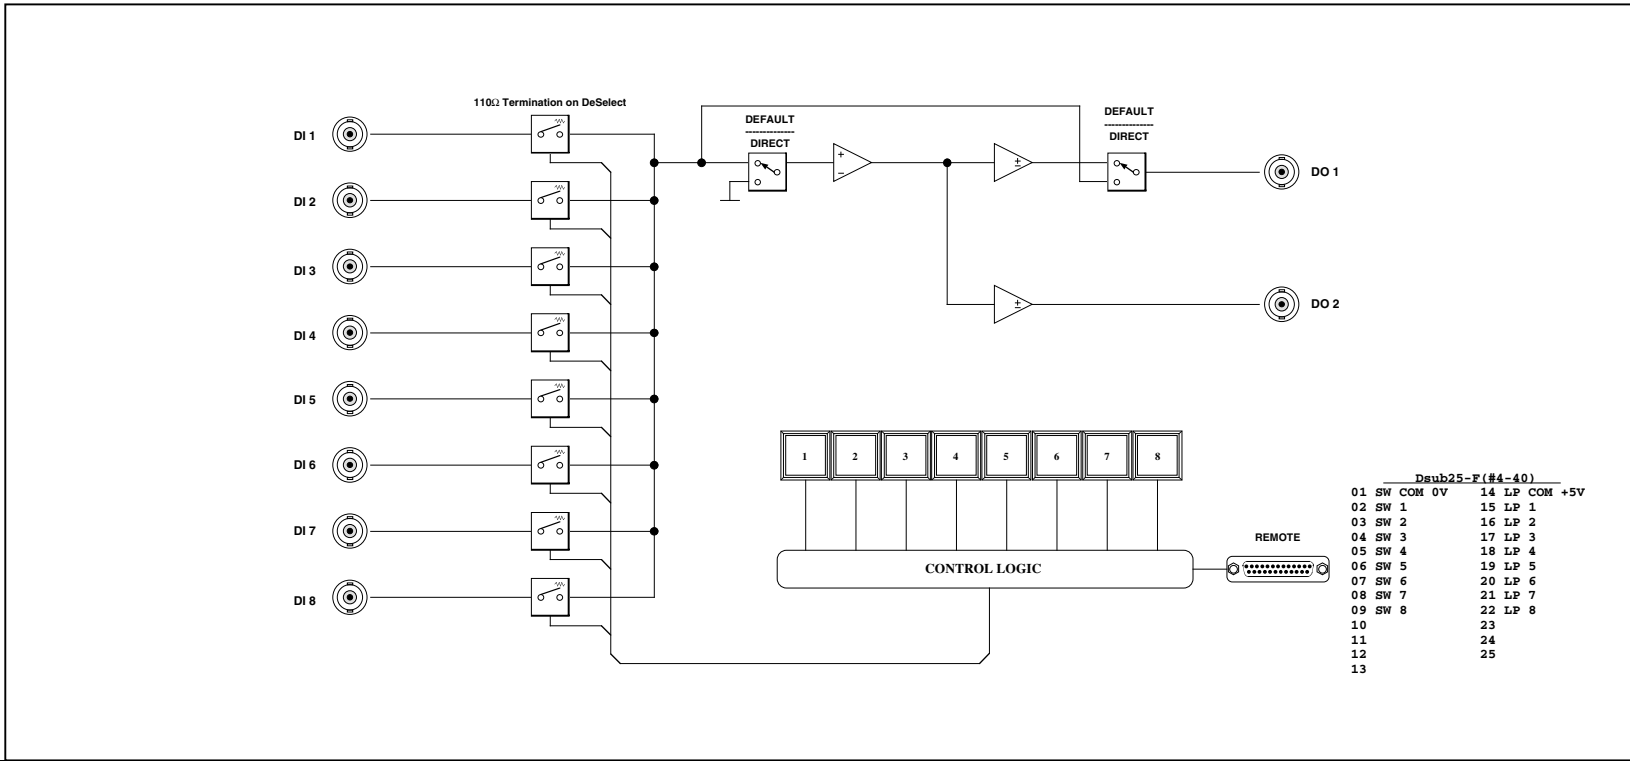 110Ω Termination on DeSelect
DI 1
DI 2
DI 3
DI 4
DI 5
DI 6
DI 7
DI 8
DEFAULT
--------------
DIRECT
+
−
±
DEFAULT
--------------
DIRECT
DO 1
±
DO 2
1 2 3 4 5 6 7 8
CONTROL LOGIC
REMOTE
Dsub25-F(#4-40)
01 SW COM 0V 14 LP COM +5V
02 SW 1 15 LP 1
03 SW 2 16 LP 2
04 SW 3 17 LP 3
05 SW 4 18 LP 4
06 SW 5 19 LP 5
07 SW 6 20 LP 6
08 SW 7 21 LP 7
09 SW 8 22 LP 8
10 23
11 24
12 25
13